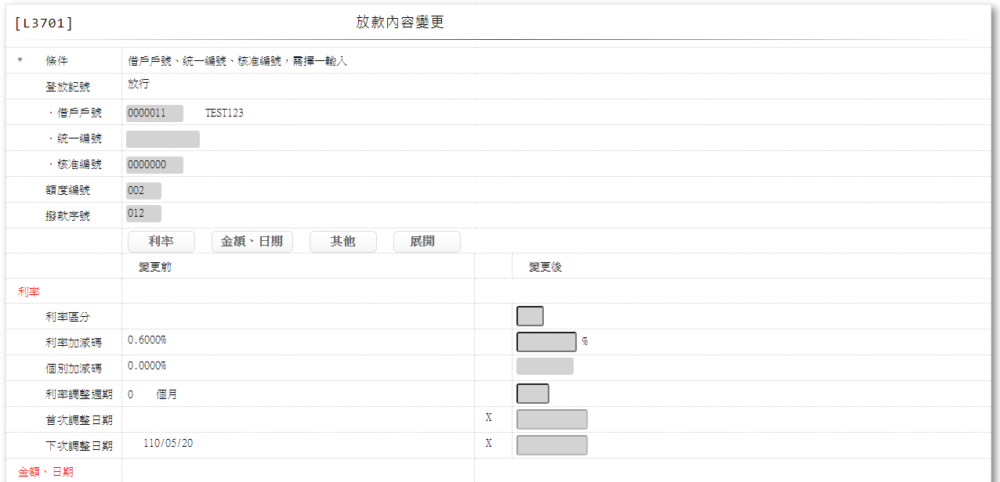 [L3701] 放款內容變更
* 條件 借戶戶號、統一編號、核准編號，需擇一輸入
登放記號 放行
．借戶戶號 0000011 TEST123
．統一編號
．核准編號 0000000
額度編號 002
撥款序號 012
利率 金額、日期 其他 展開
變更前 變更後
利率
利率區分
利率加減碼 0.6000% %
個別加減碼 0.0000%
利率調整週期 0 個月
首次調整日期 X
下次調整日期 110/05/20 X
金額、日期